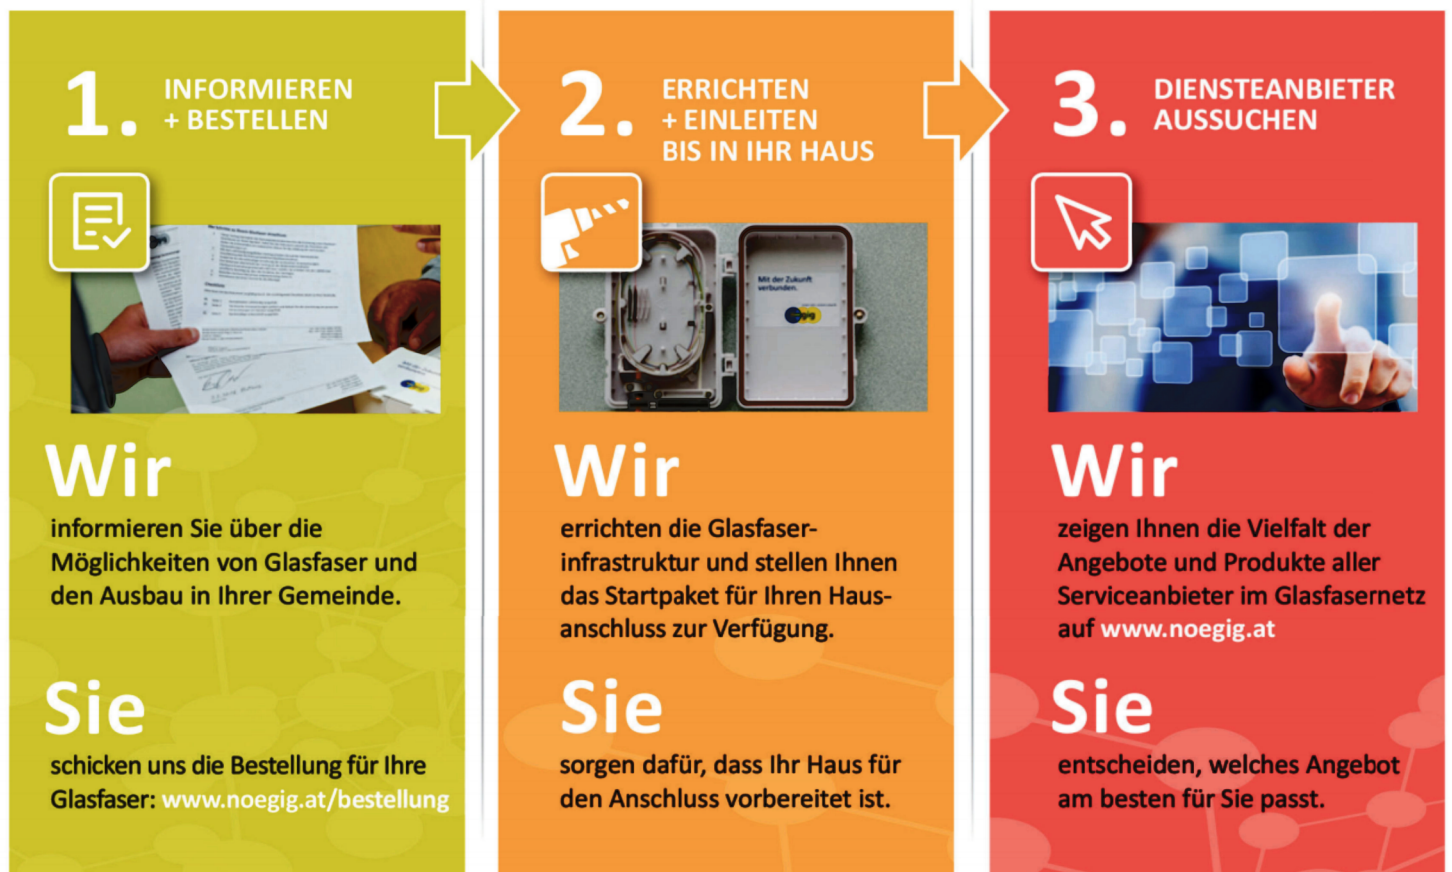 1.
INFORMIEREN
+ BESTELLEN
Wir
informieren Sie über die
Möglichkeiten von Glasfaser und
den Ausbau in Ihrer Gemeinde.
Sie
schicken uns die Bestellung für Ihre
Glasfaser: www.noegig.at/bestellung
2.
ERRICHTEN
+ EINLEITEN
BIS IN IHR HAUS
Mit der Zukunft
verbunden.
Wir
errichten die Glasfaser-
infrastruktur und stellen Ihnen
das Startpaket für Ihren Haus-
anschluss zur Verfügung.
Sie
sorgen dafür, dass Ihr Haus für
den Anschluss vorbereitet ist.
3.
DIENSTEANBIETER
AUSSUCHEN
Wir
zeigen Ihnen die Vielfalt der
Angebote und Produkte aller
Serviceanbieter im Glasfasernetz
auf www.noegig.at
Sie
entscheiden, welches Angebot
am besten für Sie passt.